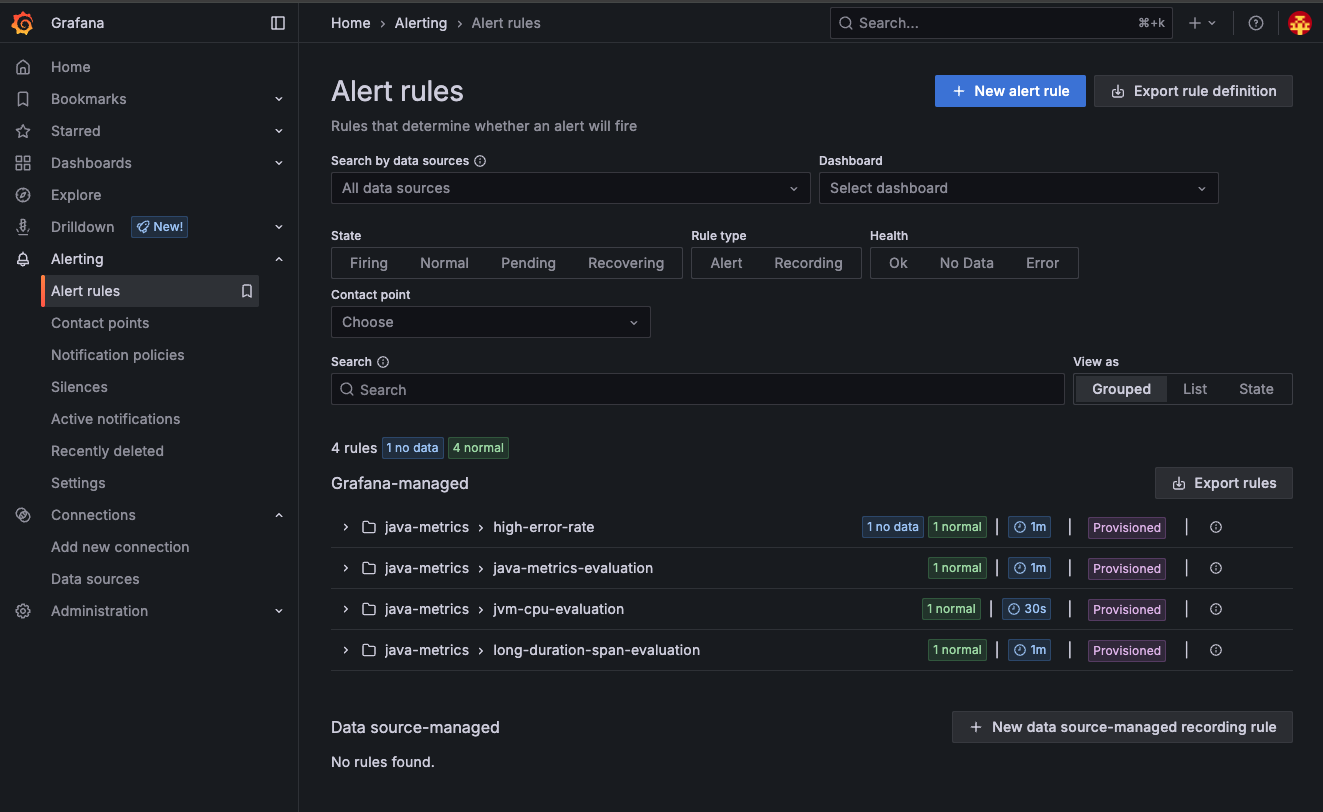 Grafana
Home › Alerting › Alert rules
Search...
⌘+k
Home
Bookmarks
Starred
Dashboards
Explore
Drilldown
New!
Alerting
Alert rules
Contact points
Notification policies
Silences
Active notifications
Recently deleted
Settings
Connections
Add new connection
Data sources
Administration
Alert rules
New alert rule
Export rule definition
Rules that determine whether an alert will fire
Search by data sources
All data sources
Dashboard
Select dashboard
State
Firing Normal Pending Recovering
Rule type
Alert Recording
Health
Ok No Data Error
Contact point
Choose
Search
Search
View as
Grouped List State
4 rules 1 no data 4 normal
Grafana-managed
Export rules
java-metrics › high-error-rate 1 no data 1 normal | 1m | Provisioned |
java-metrics › java-metrics-evaluation 1 normal | 1m | Provisioned |
java-metrics › jvm-cpu-evaluation 1 normal | 30s | Provisioned |
java-metrics › long-duration-span-evaluation 1 normal | 1m | Provisioned |
Data source-managed
New data source-managed recording rule
No rules found.